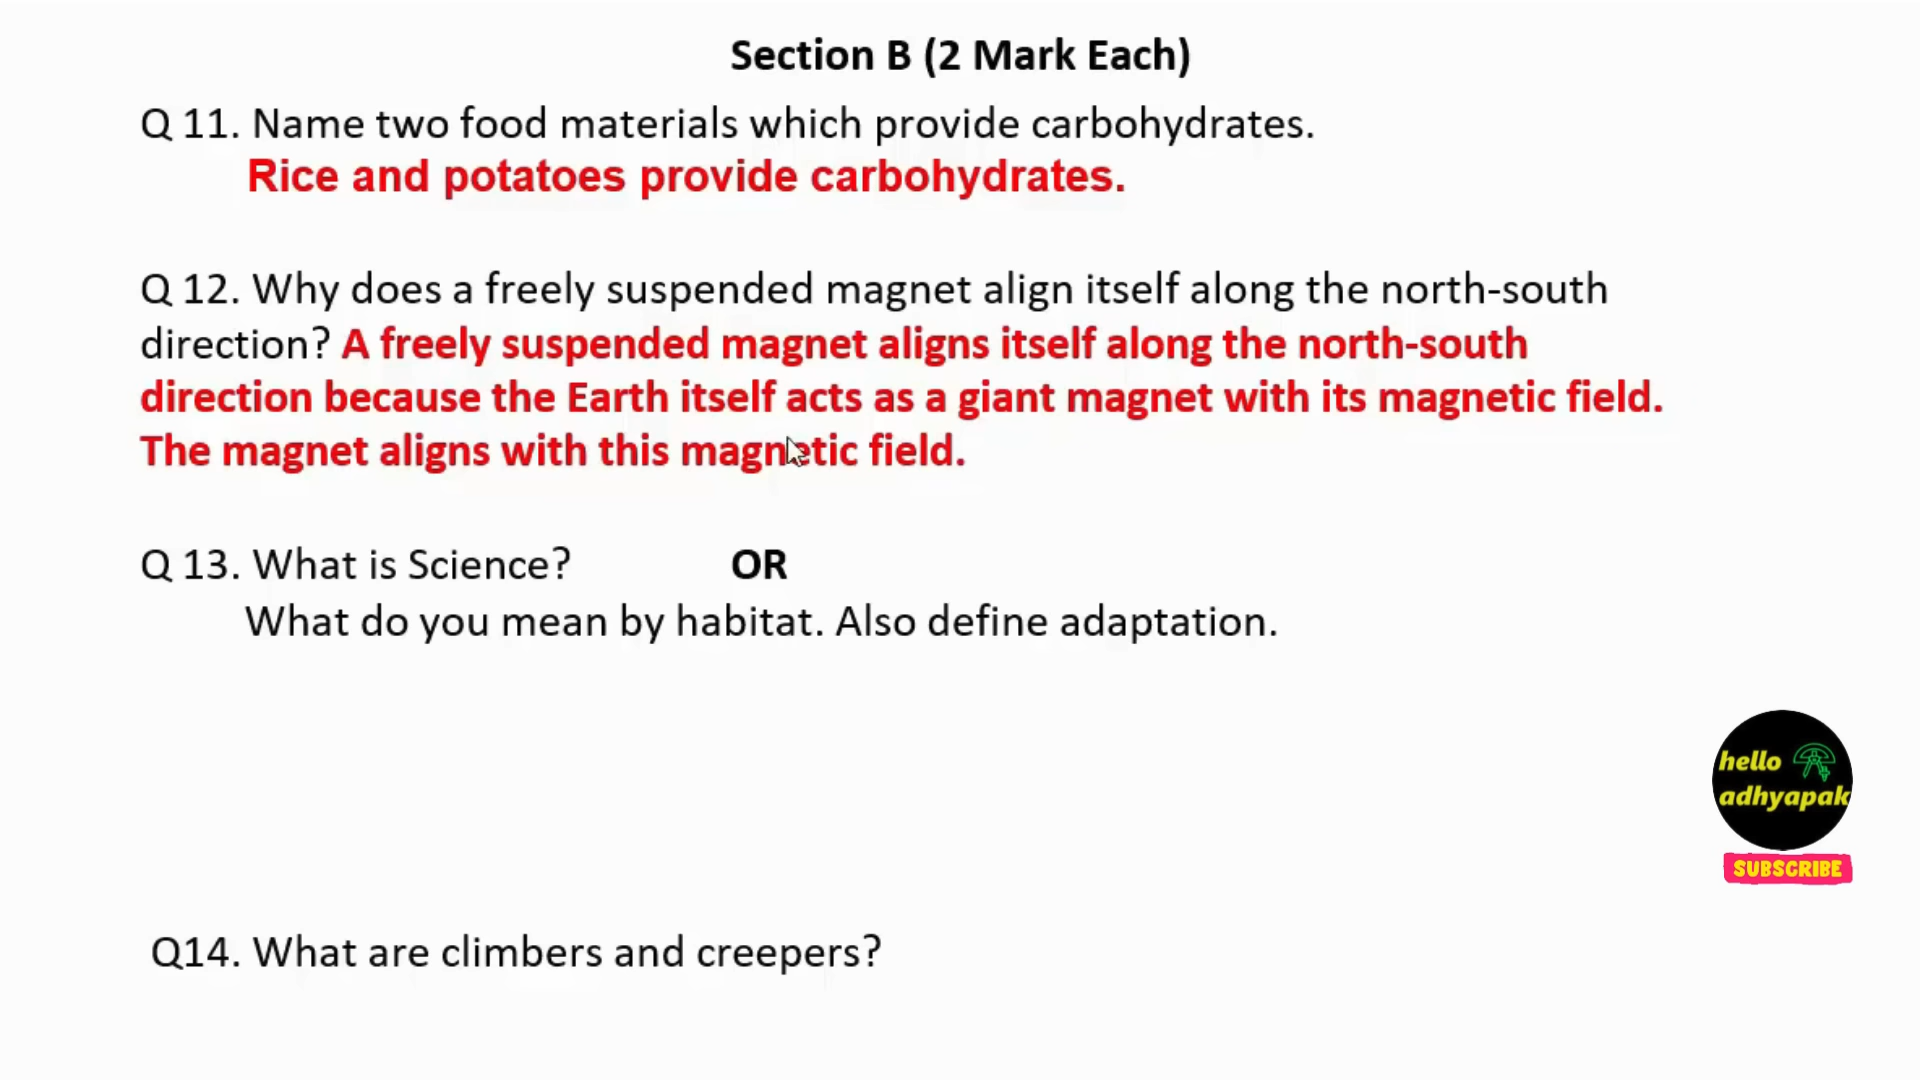 Section B (2 Mark Each)
Q 11. Name two food materials which provide carbohydrates.
Rice and potatoes provide carbohydrates.
Q 12. Why does a freely suspended magnet align itself along the north-south
direction? A freely suspended magnet aligns itself along the north-south
direction because the Earth itself acts as a giant magnet with its magnetic field.
The magnet aligns with this magnetic field.
Q 13. What is Science? OR
What do you mean by habitat. Also define adaptation.
hello
adhyapak
SUBSCRIBE
Q14. What are climbers and creepers?